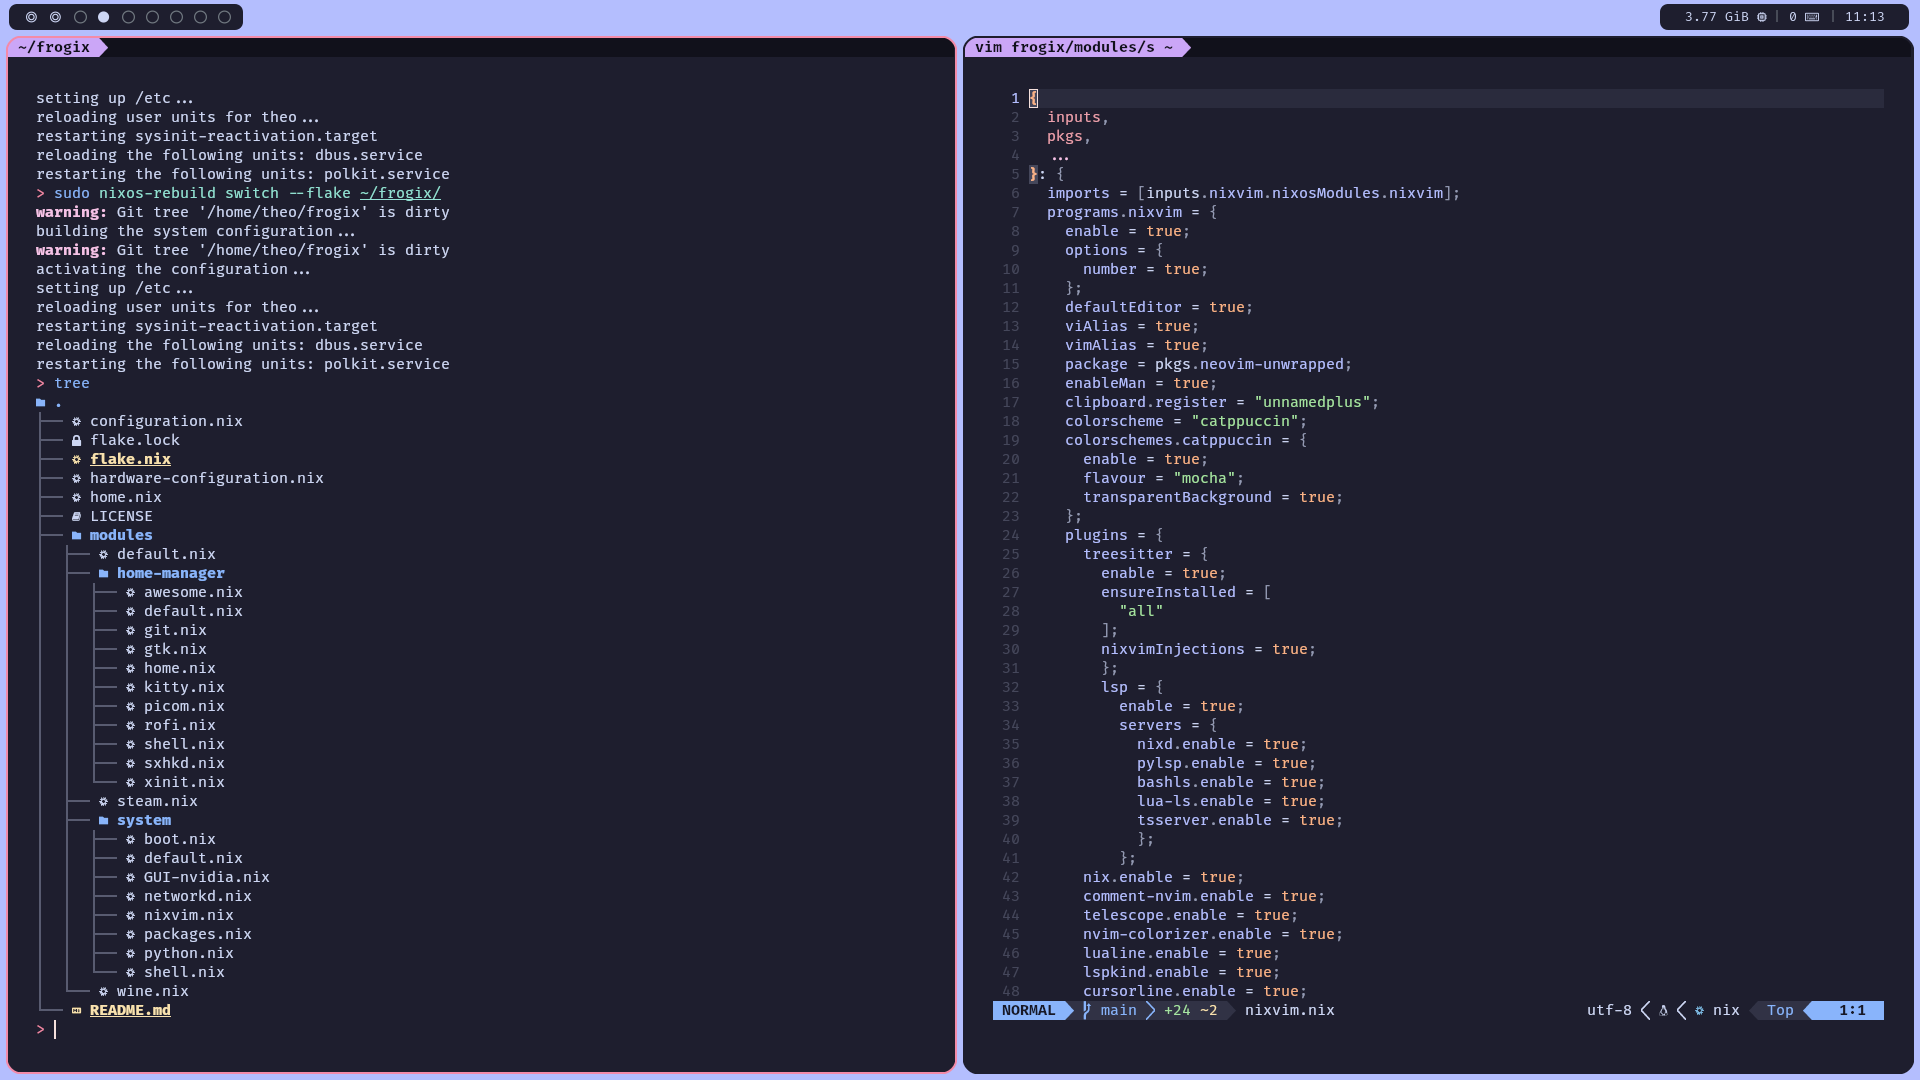 3.77 GiB | 0 | 11:13
~/frogix
setting up /etc...
reloading user units for theo...
restarting sysinit-reactivation.target
reloading the following units: dbus.service
restarting the following units: polkit.service
> sudo nixos-rebuild switch --flake ~/frogix/
warning: Git tree '/home/theo/frogix' is dirty
building the system configuration...
warning: Git tree '/home/theo/frogix' is dirty
activating the configuration...
setting up /etc...
reloading user units for theo...
restarting sysinit-reactivation.target
reloading the following units: dbus.service
restarting the following units: polkit.service
> tree
.
configuration.nix
flake.lock
flake.nix
hardware-configuration.nix
home.nix
LICENSE
modules
default.nix
home-manager
awesome.nix
default.nix
git.nix
gtk.nix
home.nix
kitty.nix
picom.nix
rofi.nix
shell.nix
sxhkd.nix
xinit.nix
steam.nix
system
boot.nix
default.nix
GUI-nvidia.nix
networkd.nix
nixvim.nix
packages.nix
python.nix
shell.nix
wine.nix
README.md
>
vim frogix/modules/s ~
1 {
2   inputs,
3   pkgs,
4   ...
5 }: {
6   imports = [inputs.nixvim.nixosModules.nixvim];
7   programs.nixvim = {
8     enable = true;
9     options = {
10       number = true;
11     };
12     defaultEditor = true;
13     viAlias = true;
14     vimAlias = true;
15     package = pkgs.neovim-unwrapped;
16     enableMan = true;
17     clipboard.register = "unnamedplus";
18     colorscheme = "catppuccin";
19     colorschemes.catppuccin = {
20       enable = true;
21       flavour = "mocha";
22       transparentBackground = true;
23     };
24     plugins = {
25       treesitter = {
26         enable = true;
27         ensureInstalled = [
28           "all"
29         ];
30         nixvimInjections = true;
31         };
32         lsp = {
33           enable = true;
34           servers = {
35             nixd.enable = true;
36             pylsp.enable = true;
37             bashls.enable = true;
38             lua-ls.enable = true;
39             tsserver.enable = true;
40             };
41           };
42       nix.enable = true;
43       comment-nvim.enable = true;
44       telescope.enable = true;
45       nvim-colorizer.enable = true;
46       lualine.enable = true;
47       lspkind.enable = true;
48       cursorline.enable = true;
NORMAL main +24 ~2 nixvim.nix utf-8 nix Top 1:1